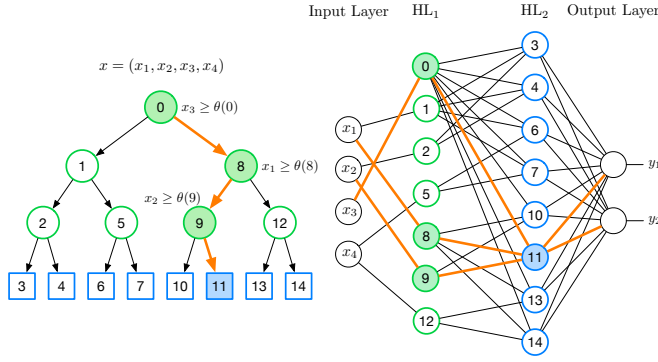 Input Layer HL₁ HL₂ Output Layer
x = (x₁, x₂, x₃, x₄)
0 x₃ ≥ θ(0)
1 8 x₁ ≥ θ(8)
x₂ ≥ θ(9)
2 5 9 12
3 4 6 7 10 11 13 14
x₁
x₂
x₃
x₄
0
1
2
5
8
9
12
3
4
6
7
10
11
13
14
y₁
y₂